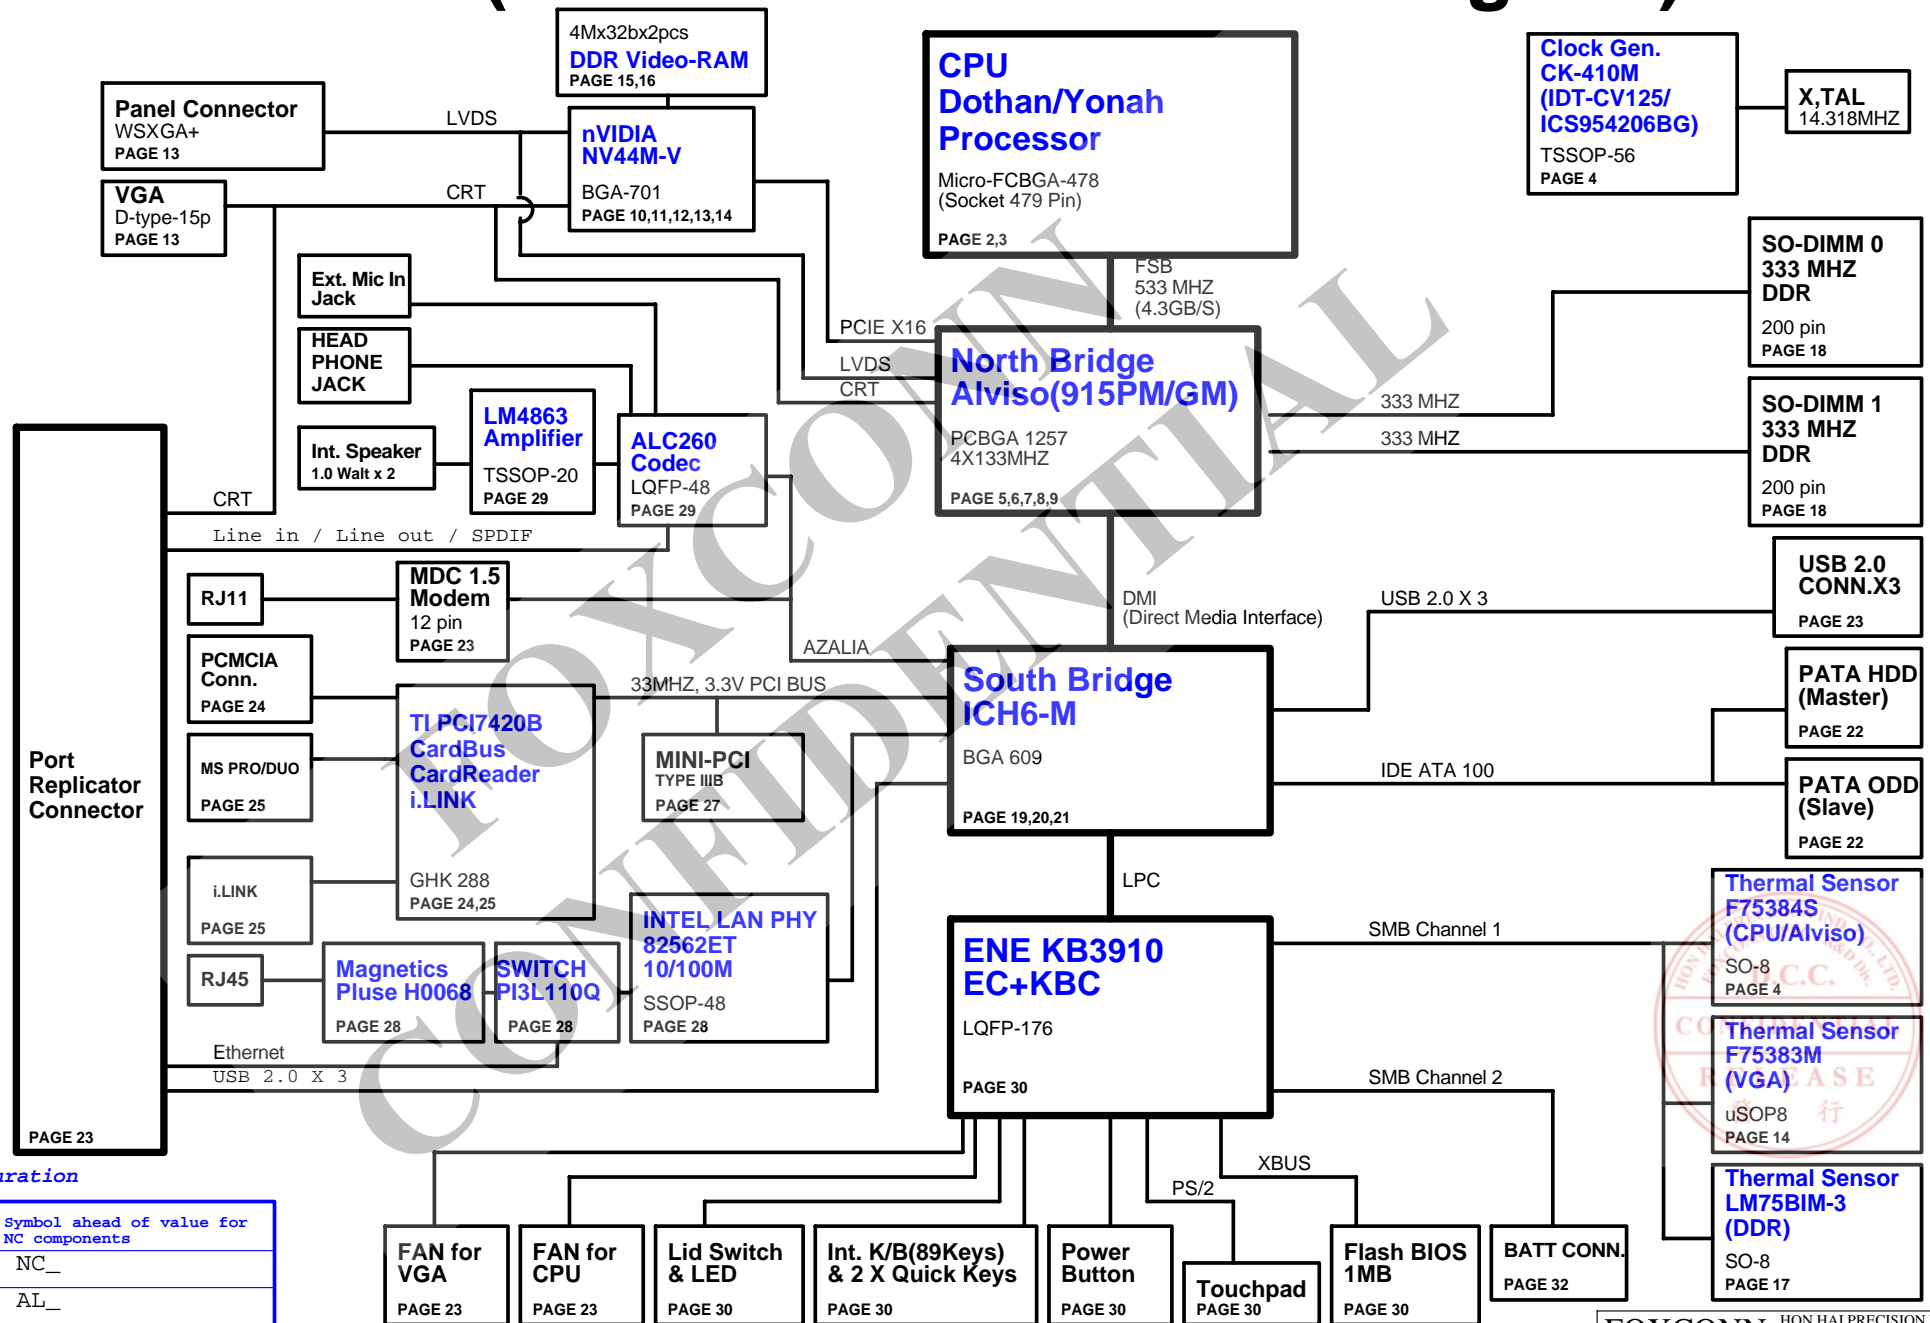 4Mx32bx2pcs
DDR Video-RAM
PAGE 15,16
CPU
Dothan/Yonah
Processor
Micro-FCBGA-478
(Socket 479 Pin)
PAGE 2,3
Clock Gen.
CK-410M
(IDT-CV125/
ICS954206BG)
TSSOP-56
PAGE 4
X,TAL
14.318MHZ
Panel Connector
WSXGA+
PAGE 13
LVDS
nVIDIA
NV44M-V
BGA-701
PAGE 10,11,12,13,14
VGA
D-type-15p
PAGE 13
CRT
FSB
533 MHZ
(4.3GB/S)
SO-DIMM 0
333 MHZ
DDR
200 pin
PAGE 18
Ext. Mic In
Jack
HEAD
PHONE
JACK
PCIE X16
LVDS
CRT
North Bridge
Alviso(915PM/GM)
PCBGA 1257
4X133MHZ
PAGE 5,6,7,8,9
333 MHZ
333 MHZ
SO-DIMM 1
333 MHZ
DDR
200 pin
PAGE 18
Int. Speaker
1.0 Walt x 2
LM4863
Amplifier
TSSOP-20
PAGE 29
ALC260
Codec
LQFP-48
PAGE 29
CRT
Line in / Line out / SPDIF
Port
Replicator
Connector
PAGE 23
RJ11
MDC 1.5
Modem
12 pin
PAGE 23
AZALIA
DMI
(Direct Media Interface)
USB 2.0 X 3
USB 2.0
CONN.X3
PAGE 23
PCMCIA
Conn.
PAGE 24
33MHZ, 3.3V PCI BUS
TI PCI7420B
CardBus
CardReader
i.LINK
GHK 288
PAGE 24,25
MS PRO/DUO
PAGE 25
MINI-PCI
TYPE IIIB
PAGE 27
South Bridge
ICH6-M
BGA 609
PAGE 19,20,21
IDE ATA 100
PATA HDD
(Master)
PAGE 22
PATA ODD
(Slave)
PAGE 22
i.LINK
PAGE 25
LPC
RJ45
Magnetics
Pluse H0068
PAGE 28
SWITCH
PI3L110Q
PAGE 28
INTEL LAN PHY
82562ET
10/100M
SSOP-48
PAGE 28
Ethernet
USB 2.0 X 3
ENE KB3910
EC+KBC
LQFP-176
PAGE 30
SMB Channel 1
SMB Channel 2
Thermal Sensor
F75384S
(CPU/Alviso)
SO-8
PAGE 4
Thermal Sensor
F75383M
(VGA)
uSOP8
PAGE 14
Thermal Sensor
LM75BIM-3
(DDR)
SO-8
PAGE 17
XBUS
PS/2
FAN for
VGA
PAGE 23
FAN for
CPU
PAGE 23
Lid Switch
& LED
PAGE 30
Int. K/B(89Keys)
& 2 X Quick Keys
PAGE 30
Power
Button
PAGE 30
Touchpad
PAGE 30
Flash BIOS
1MB
PAGE 30
BATT CONN.
PAGE 32
uration
Symbol ahead of value for
NC components
NC_
AL_
FOXCONN
CONFIDENTIAL
D.C.C.
CONFIDENTIAL
RELEASE
發 行
FOXCONN HON HAI PRECISION